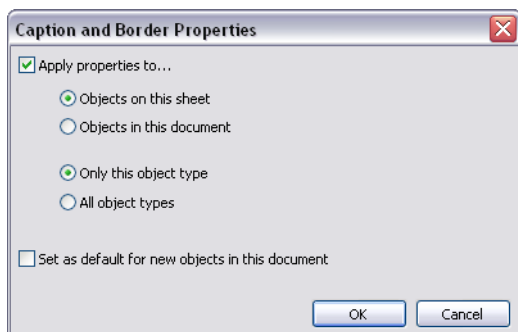 Caption and Border Properties
Apply properties to...
Objects on this sheet
Objects in this document
Only this object type
All object types
Set as default for new objects in this document
OK Cancel